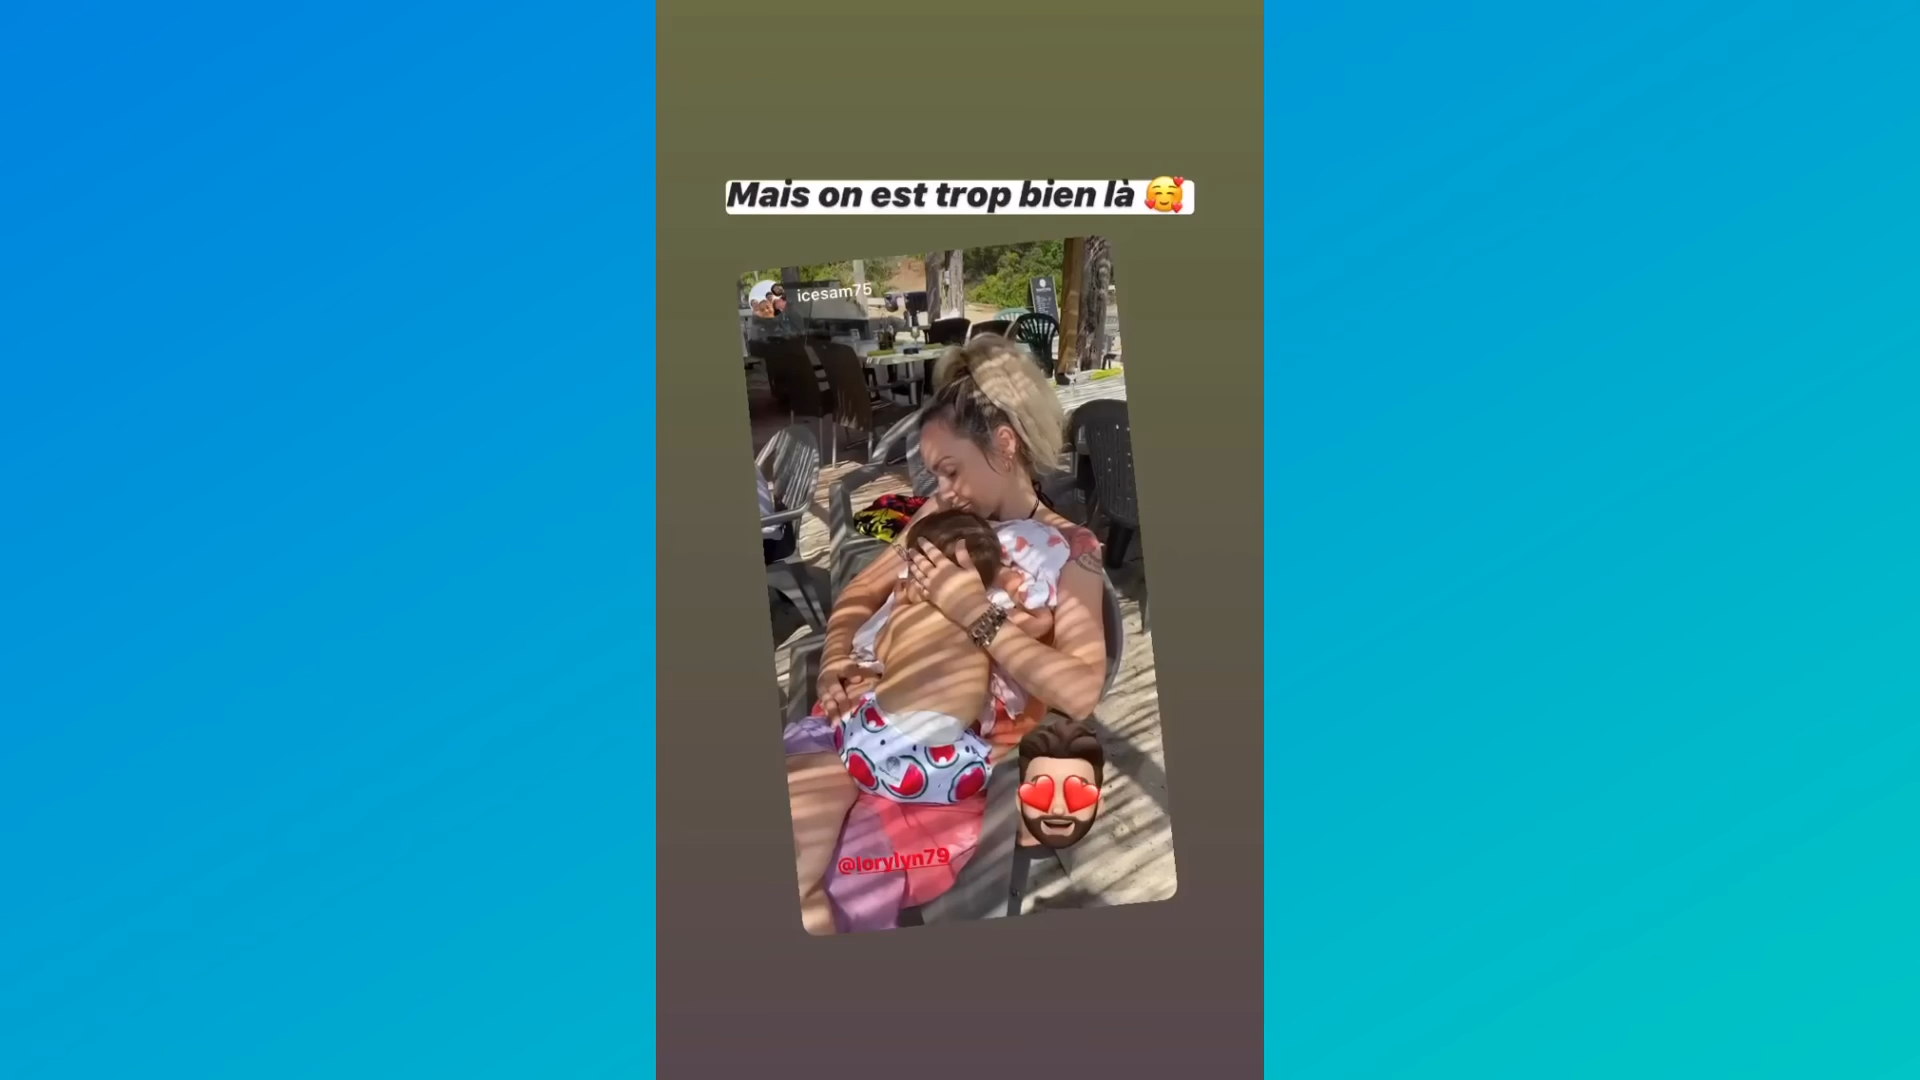 Mais on est trop bien là 🥰
icesam75
@lorylyn79